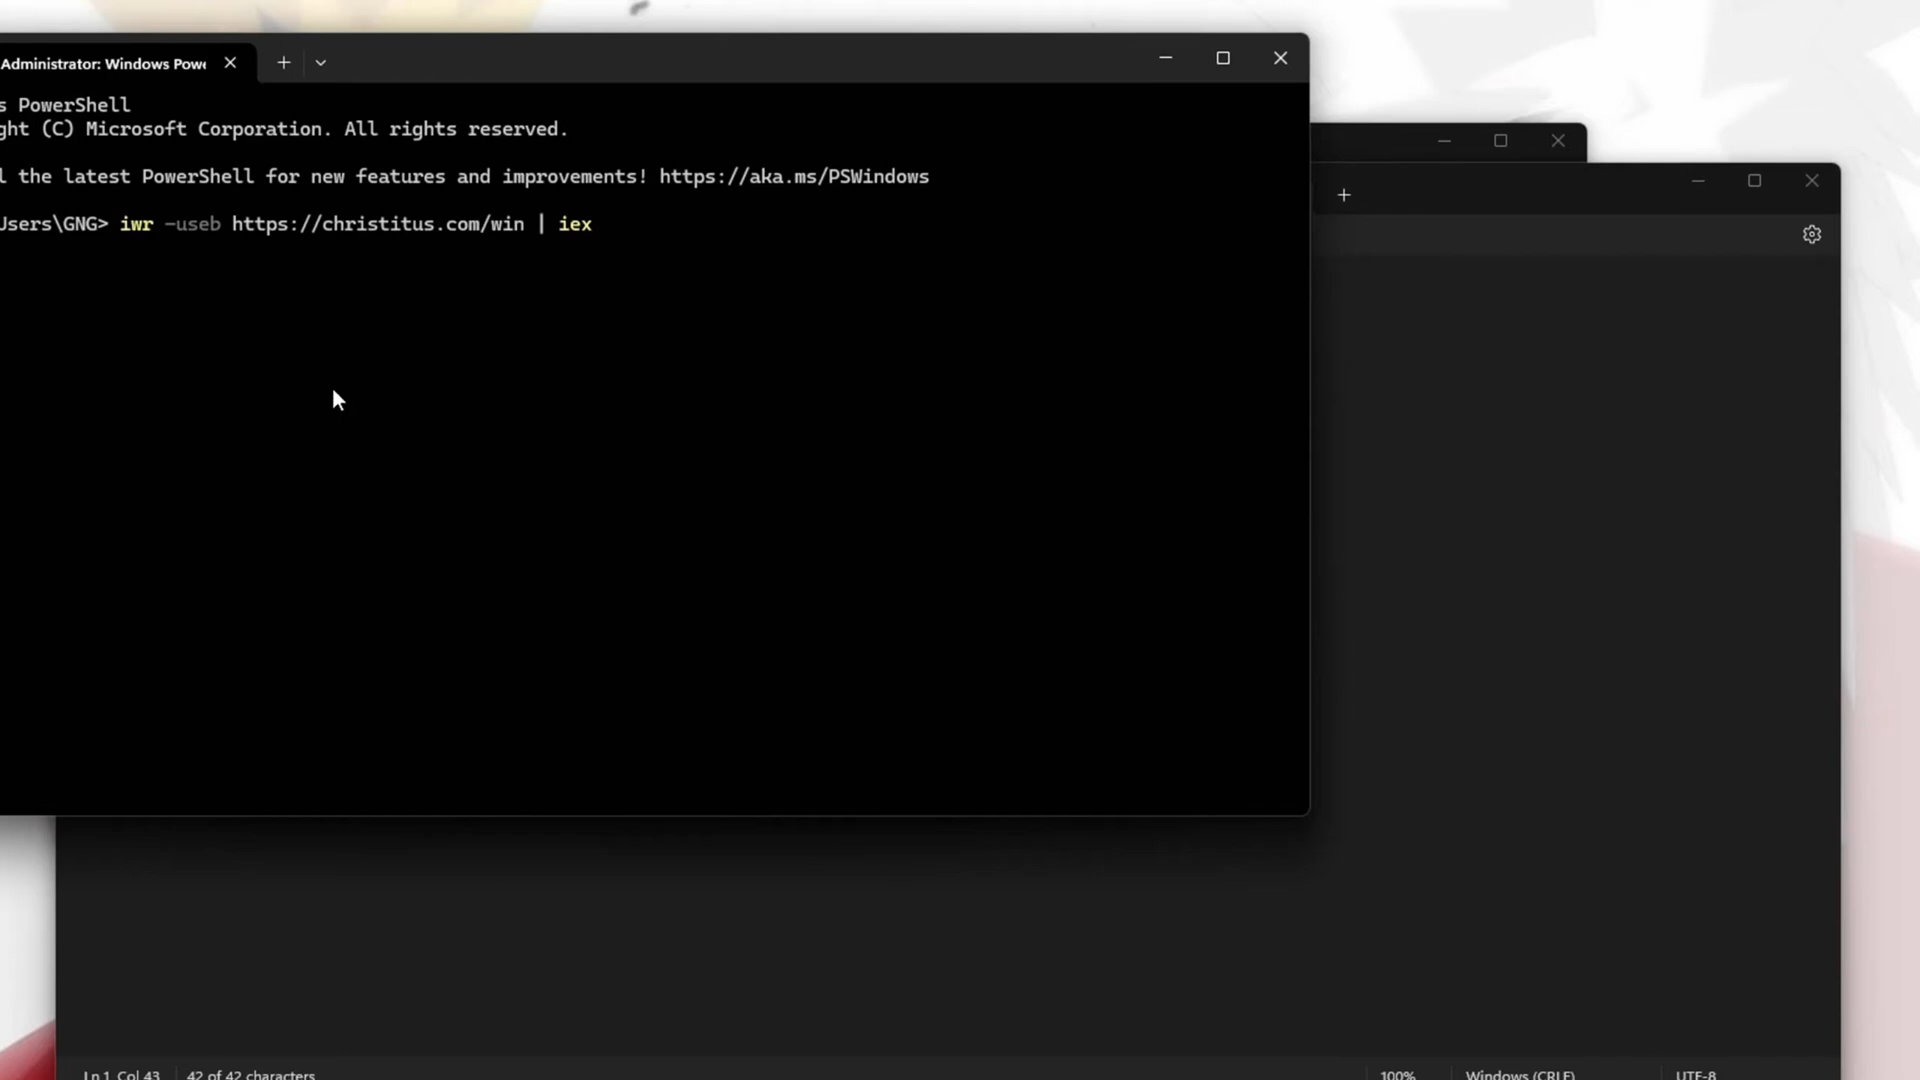 Administrator: Windows Powe
s PowerShell
ght (C) Microsoft Corporation. All rights reserved.
l the latest PowerShell for new features and improvements! https://aka.ms/PSWindows
Users\GNG> iwr -useb https://christitus.com/win | iex
Ln 1, Col 43
42 of 42 characters
100%
Windows (CRLF)
UTF-8